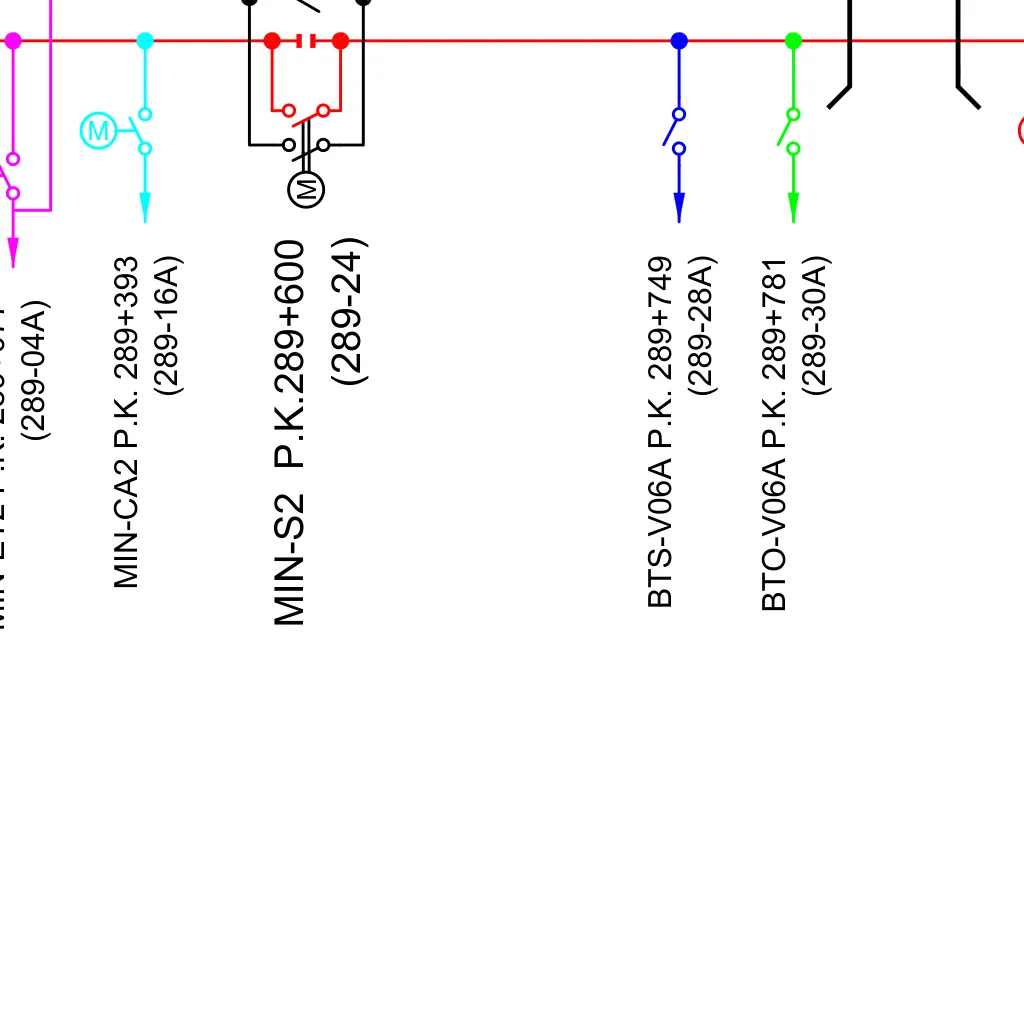 M
M
(289-04A)
MIN-CA2 P.K. 289+393
(289-16A)
MIN-S2 P.K.289+600
(289-24)
BTS-V06A P.K. 289+749
(289-28A)
BTO-V06A P.K. 289+781
(289-30A)